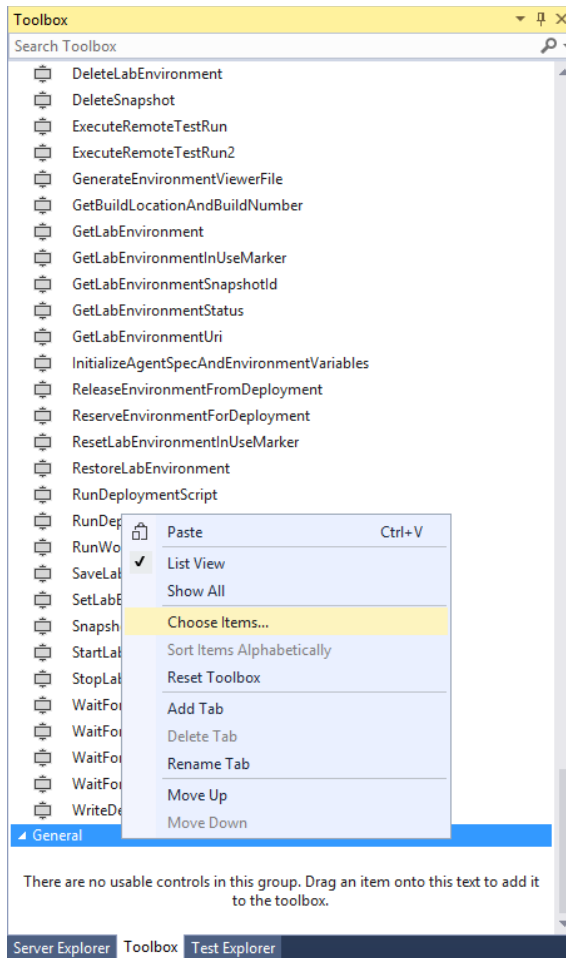 Toolbox
Search Toolbox
DeleteLabEnvironment
DeleteSnapshot
ExecuteRemoteTestRun
ExecuteRemoteTestRun2
GenerateEnvironmentViewerFile
GetBuildLocationAndBuildNumber
GetLabEnvironment
GetLabEnvironmentInUseMarker
GetLabEnvironmentSnapshotId
GetLabEnvironmentStatus
GetLabEnvironmentUri
InitializeAgentSpecAndEnvironmentVariables
ReleaseEnvironmentFromDeployment
ReserveEnvironmentForDeployment
ResetLabEnvironmentInUseMarker
RestoreLabEnvironment
RunDeploymentScript
RunDep
RunWo
SaveLab
SetLabE
Snapsh
StartLab
StopLab
WaitFor
WaitFor
WaitFor
WaitFor
WriteDe
Paste Ctrl+V
List View
Show All
Choose Items...
Sort Items Alphabetically
Reset Toolbox
Add Tab
Delete Tab
Rename Tab
Move Up
Move Down
General
There are no usable controls in this group. Drag an item onto this text to add it
to the toolbox.
Server Explorer Toolbox Test Explorer